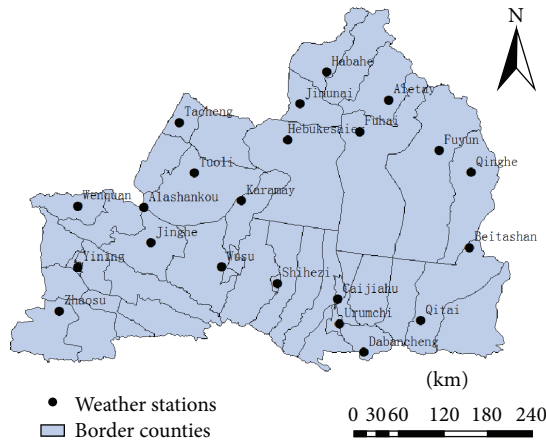 N
Habahe
Jimunai
Aletay
Tacheng
Fuhai
Hebukesaier
Fuyun
Tuoli
Qinghe
Karamay
Wenquan
Alashankou
Jinghe
Beitashan
Yining
Wusu
Shihezi
Caijiahu
Zhaosu
Urumchi
Qitai
Dabancheng
(km)
Weather stations
Border counties
0 30 60 120 180 240